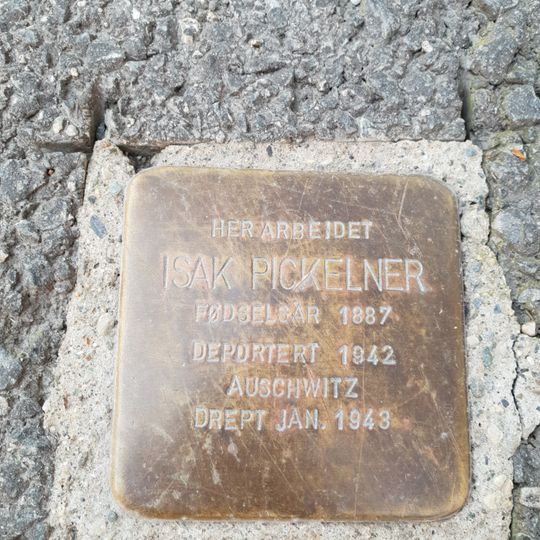 HER ARBEIDET
ISAK PICKELNER
FØDSELSÅR 1887
DEPORTERT 1942
AUSCHWITZ
DREPT JAN. 1943